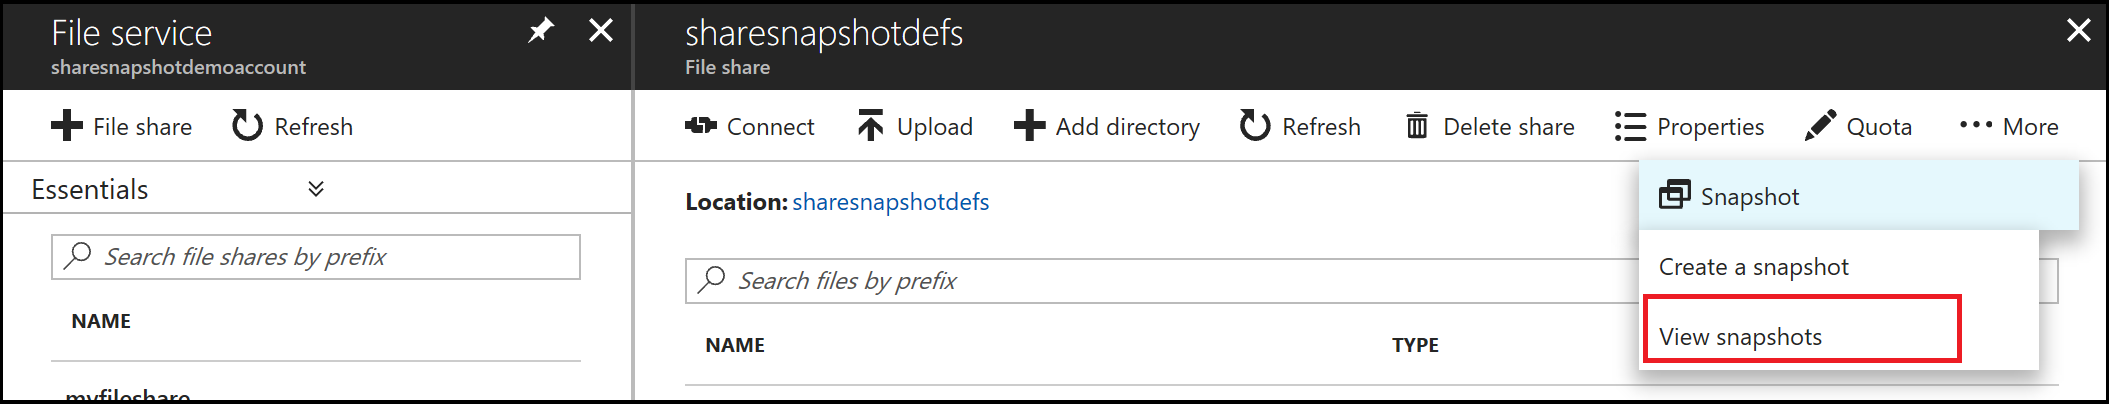 File service
sharesnapshotdemoaccount
File share
Refresh
Essentials
Search file shares by prefix
NAME
myfileshare
sharesnapshotdefs
File share
Connect
Upload
Add directory
Refresh
Delete share
Properties
Quota
More
Location: sharesnapshotdefs
Snapshot
Create a snapshot
View snapshots
Search files by prefix
NAME
TYPE